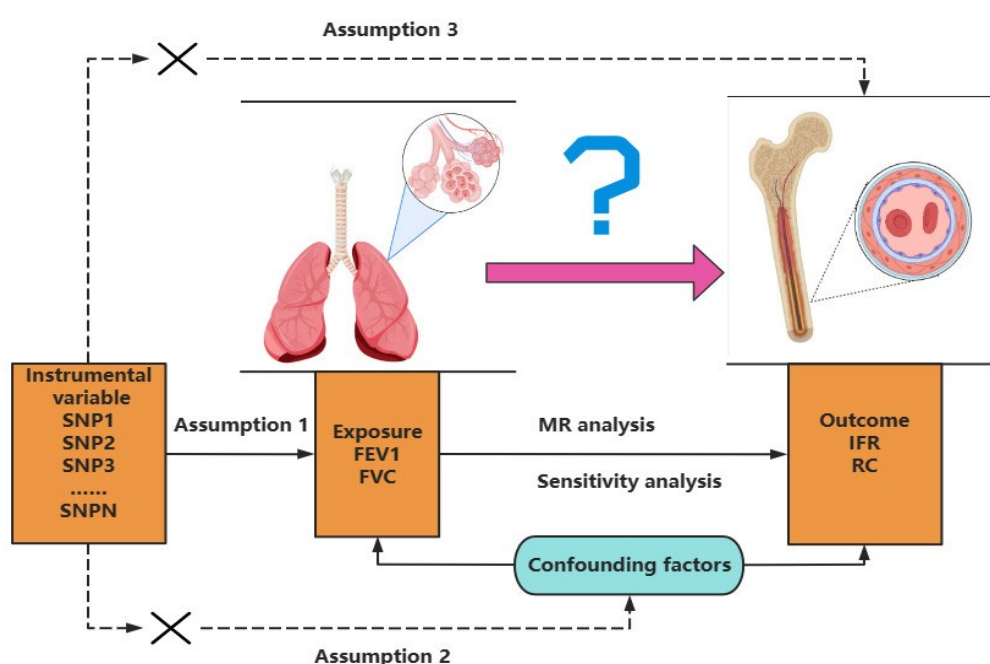 Assumption 3
?
Instrumental
variable
SNP1
SNP2
SNP3
......
SNPN
Assumption 1
Exposure
FEV1
FVC
MR analysis
Sensitivity analysis
Outcome
IFR
RC
Confounding factors
Assumption 2